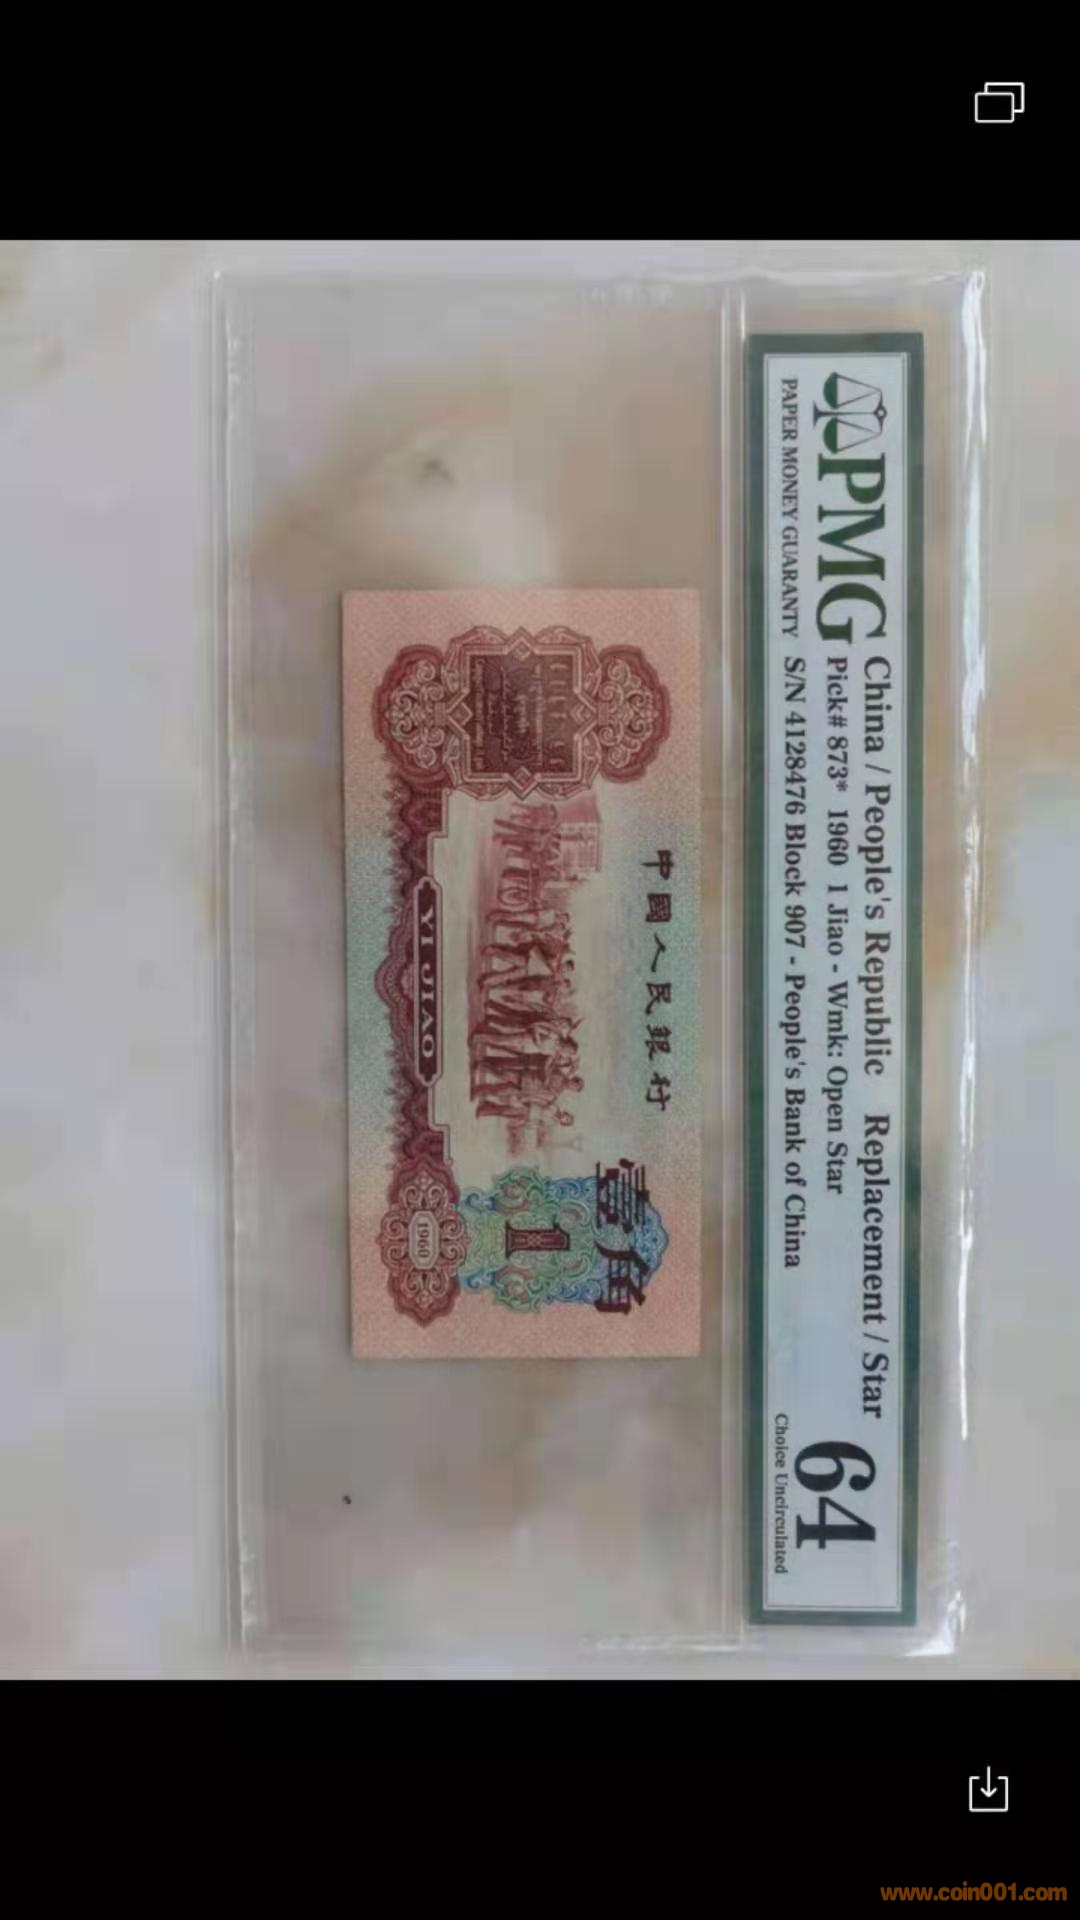 China / People's Republic Replacement / Star
PMG
Pick# 873* 1960 1 Jiao - Wmk: Open Star
PAPER MONEY GUARANTY
S/N 4128476 Block 907 - People's Bank of China
64
Choice Uncirculated
中國人民銀行
壹角
1
YI JIAO
1960
www.coin001.com